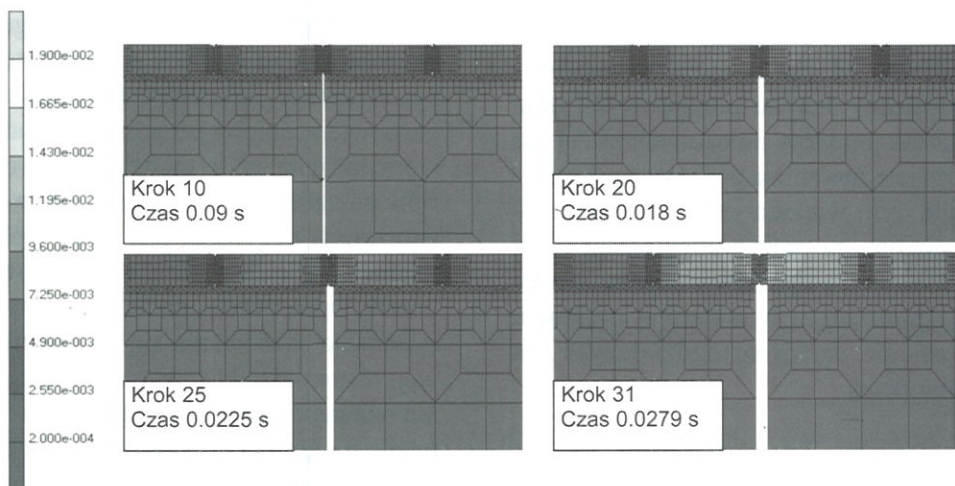 1.900e-002
1.665e-002
1.430e-002
1.195e-002
9.600e-003
7.250e-003
4.900e-003
2.550e-003
2.000e-004
Krok 10
Czas 0.09 s
Krok 20
Czas 0.018 s
Krok 25
Czas 0.0225 s
Krok 31
Czas 0.0279 s